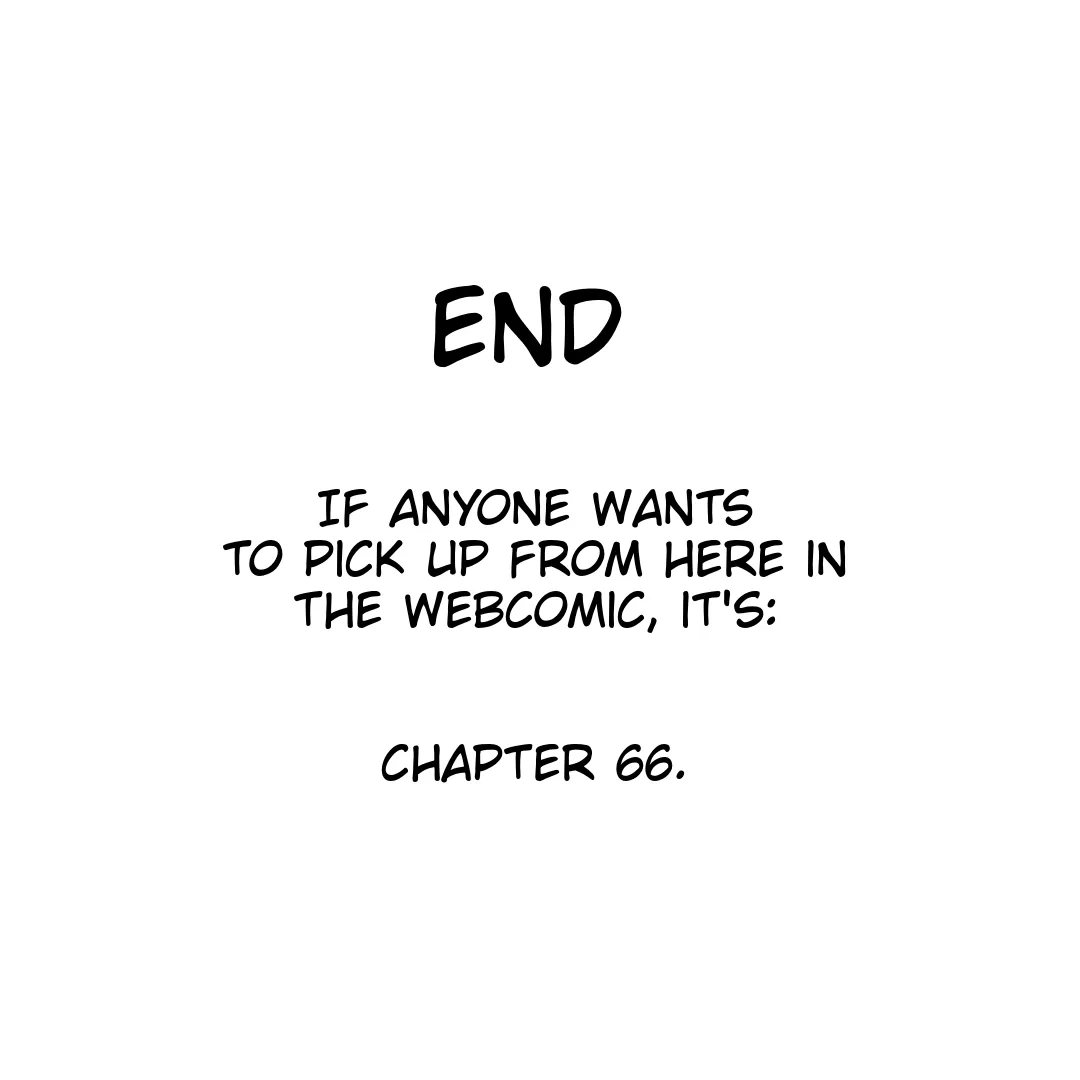 END
IF ANYONE WANTS
TO PICK UP FROM HERE IN
THE WEBCOMIC, IT'S:
CHAPTER 66.